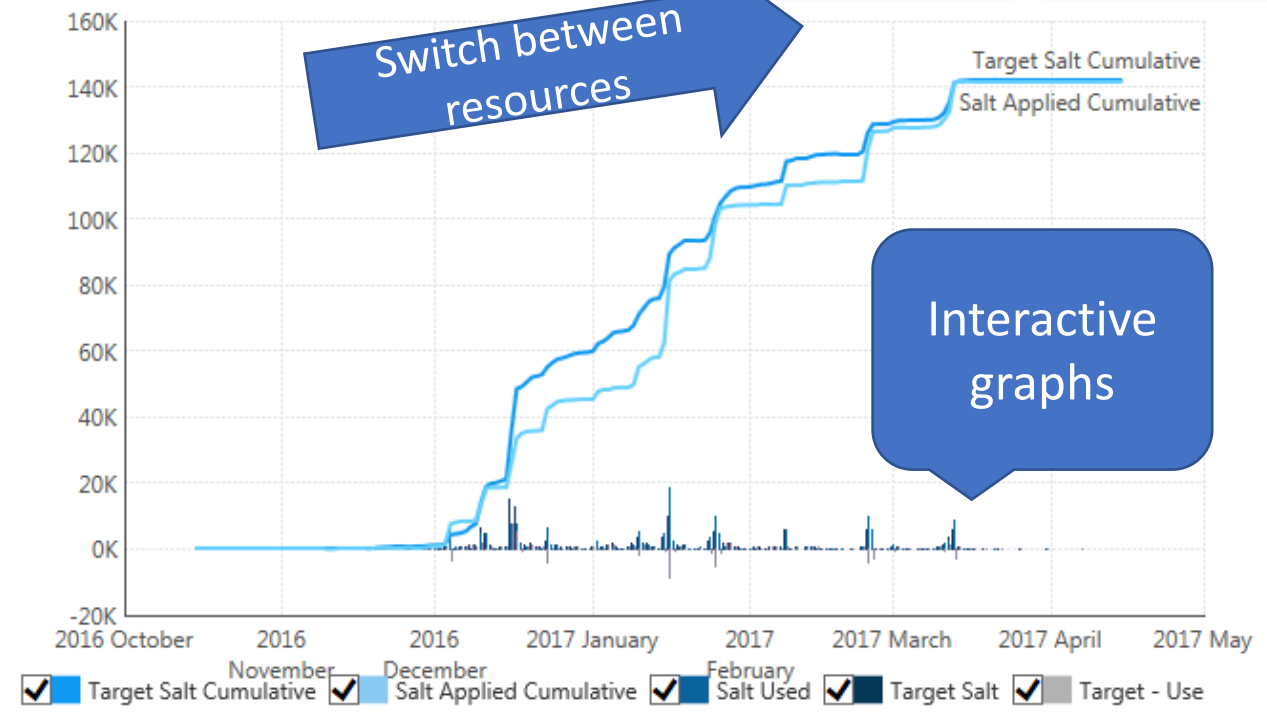 160K
Switch between
resources
Target Salt Cumulative
140K
Salt Applied Cumulative
120K
100K
80K
Interactive
graphs
60K
40K
20K
0K
-20K
2016 October 2016 2016 2017 January 2017 2017 March 2017 April 2017 May
November December February
Target Salt Cumulative Salt Applied Cumulative Salt Used Target Salt Target - Use